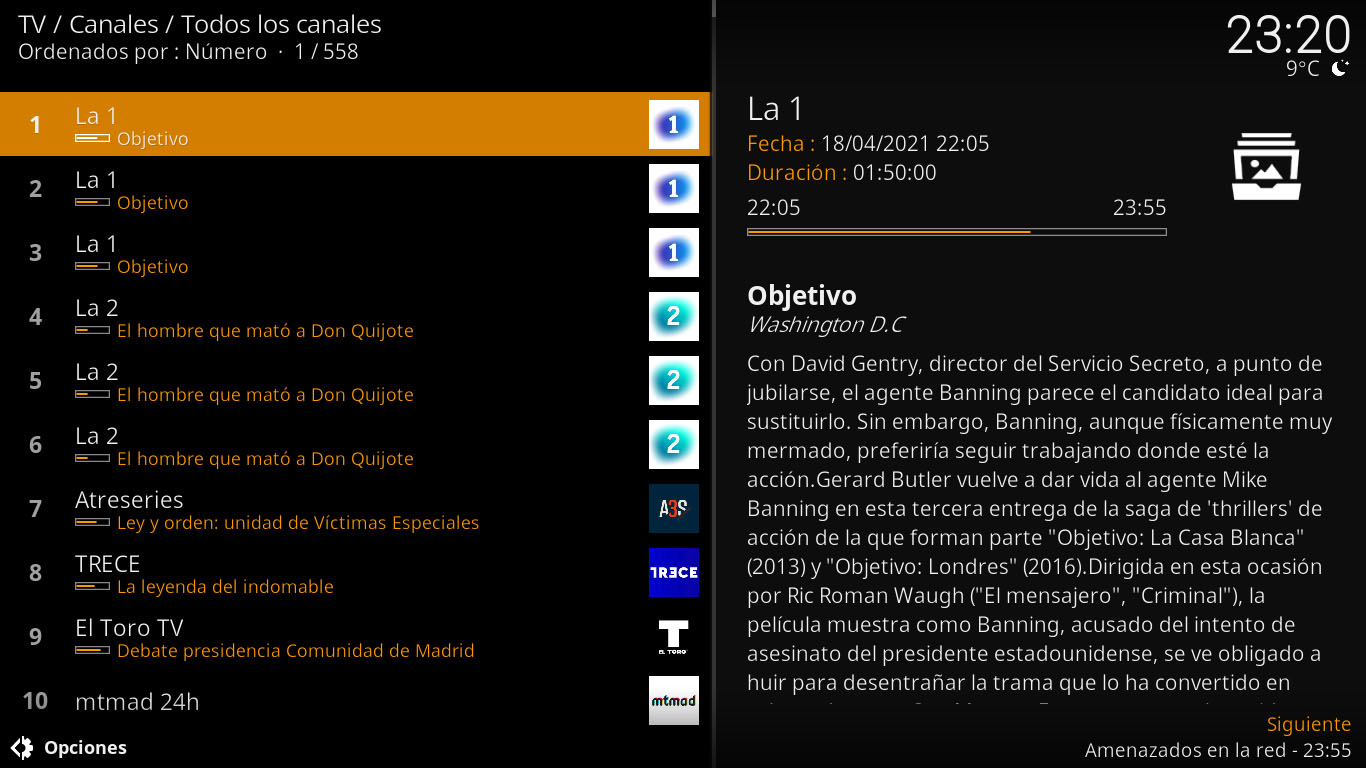 TV / Canales / Todos los canales
Ordenados por : Número · 1 / 558
23:20
9°C
1
La 1
Objetivo
1
2
La 1
Objetivo
1
3
La 1
Objetivo
1
4
La 2
El hombre que mató a Don Quijote
2
5
La 2
El hombre que mató a Don Quijote
2
6
La 2
El hombre que mató a Don Quijote
2
7
Atreseries
Ley y orden: unidad de Víctimas Especiales
A3S
8
TRECE
La leyenda del indomable
TRECE
9
El Toro TV
Debate presidencia Comunidad de Madrid
T
EL TORO
10
mtmad 24h
mtmad
Opciones
La 1
Fecha : 18/04/2021 22:05
Duración : 01:50:00
22:05 23:55
Objetivo
Washington D.C
Con David Gentry, director del Servicio Secreto, a punto de
jubilarse, el agente Banning parece el candidato ideal para
sustituirlo. Sin embargo, Banning, aunque físicamente muy
mermado, preferiría seguir trabajando donde esté la
acción.Gerard Butler vuelve a dar vida al agente Mike
Banning en esta tercera entrega de la saga de 'thrillers' de
acción de la que forman parte "Objetivo: La Casa Blanca"
(2013) y "Objetivo: Londres" (2016).Dirigida en esta ocasión
por Ric Roman Waugh ("El mensajero", "Criminal"), la
película muestra como Banning, acusado del intento de
asesinato del presidente estadounidense, se ve obligado a
huir para desentrañar la trama que lo ha convertido en
Siguiente
Amenazados en la red - 23:55